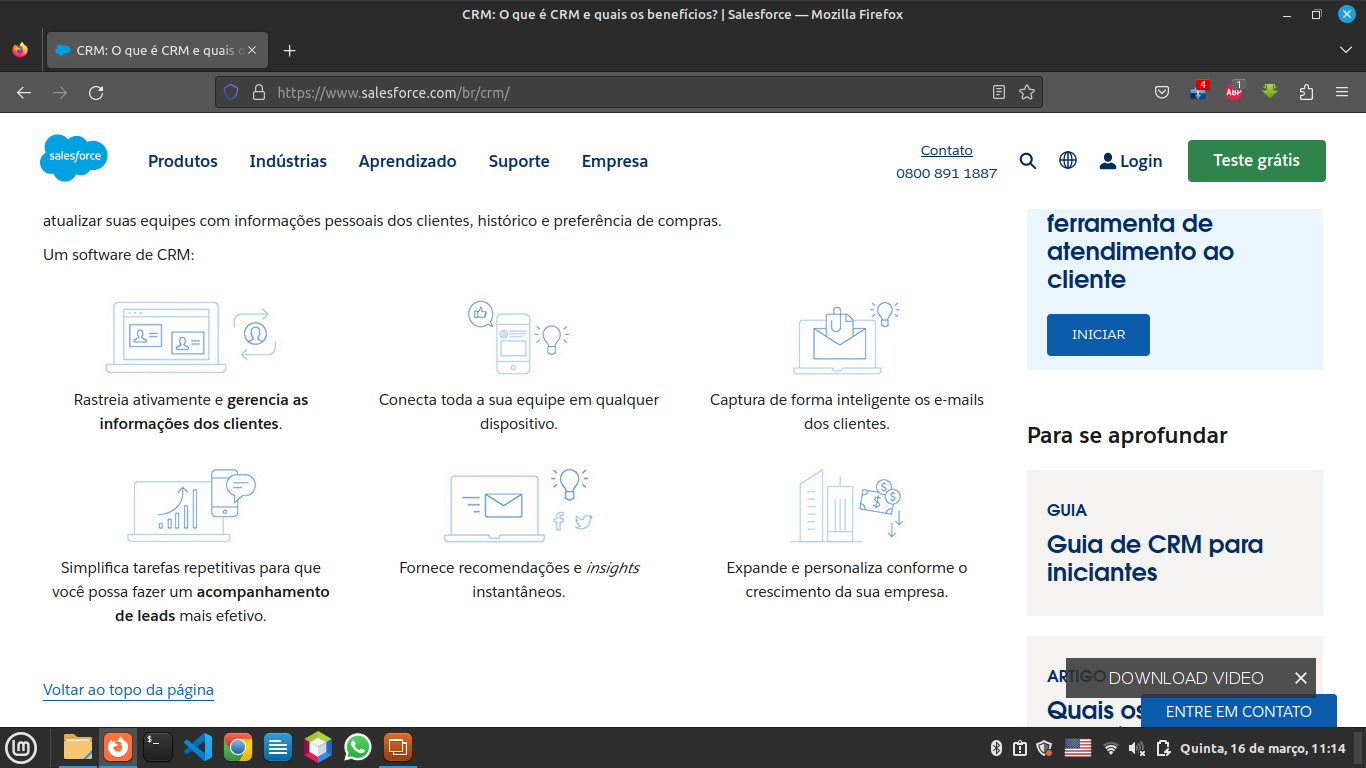 CRM: O que é CRM e quais os benefícios? | Salesforce — Mozilla Firefox
CRM: O que é CRM e quais o
https://www.salesforce.com/br/crm/
4
1
ABP
salesforce
Produtos
Indústrias
Aprendizado
Suporte
Empresa
Contato
0800 891 1887
Login
Teste grátis
atualizar suas equipes com informações pessoais dos clientes, histórico e preferência de compras.
Um software de CRM:
Rastreia ativamente e gerencia as
informações dos clientes.
Conecta toda a sua equipe em qualquer
dispositivo.
Captura de forma inteligente os e-mails
dos clientes.
Simplifica tarefas repetitivas para que
você possa fazer um acompanhamento
de leads mais efetivo.
Fornece recomendações e insights
instantâneos.
Expande e personaliza conforme o
crescimento da sua empresa.
Voltar ao topo da página
ferramenta de
atendimento ao
cliente
INICIAR
Para se aprofundar
GUIA
Guia de CRM para
iniciantes
ARTIGO
DOWNLOAD VIDEO
Quais os
ENTRE EM CONTATO
Quinta, 16 de março, 11:14